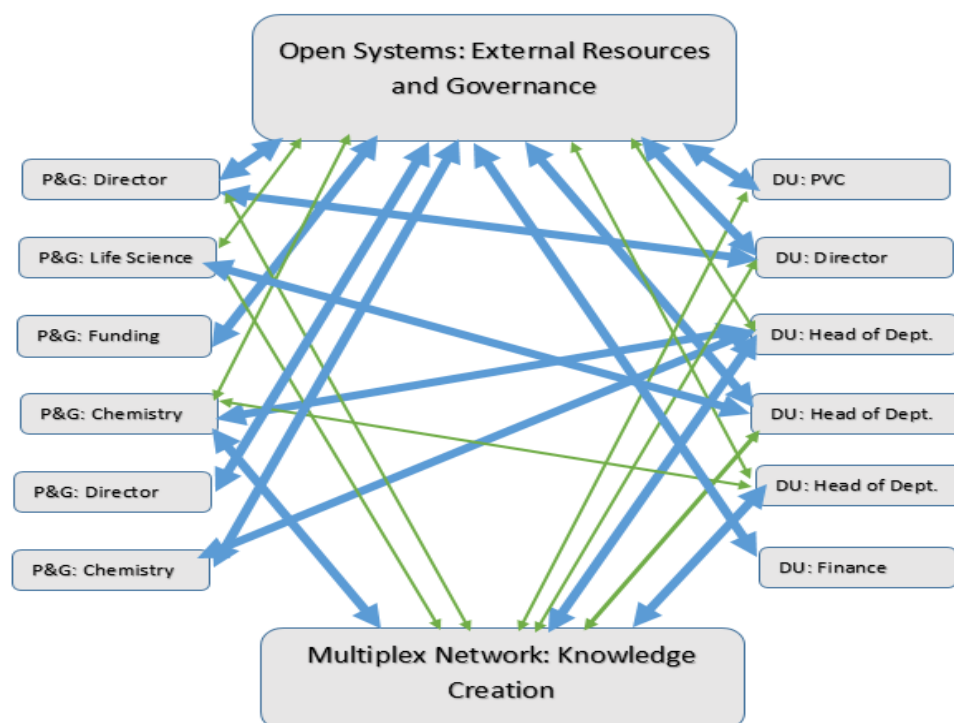 Open Systems: External Resources
and Governance
P&G: Director
DU: PVC
P&G: Life Science
DU: Director
P&G: Funding
DU: Head of Dept.
P&G: Chemistry
DU: Head of Dept.
P&G: Director
DU: Head of Dept.
P&G: Chemistry
DU: Finance
Multiplex Network: Knowledge
Creation